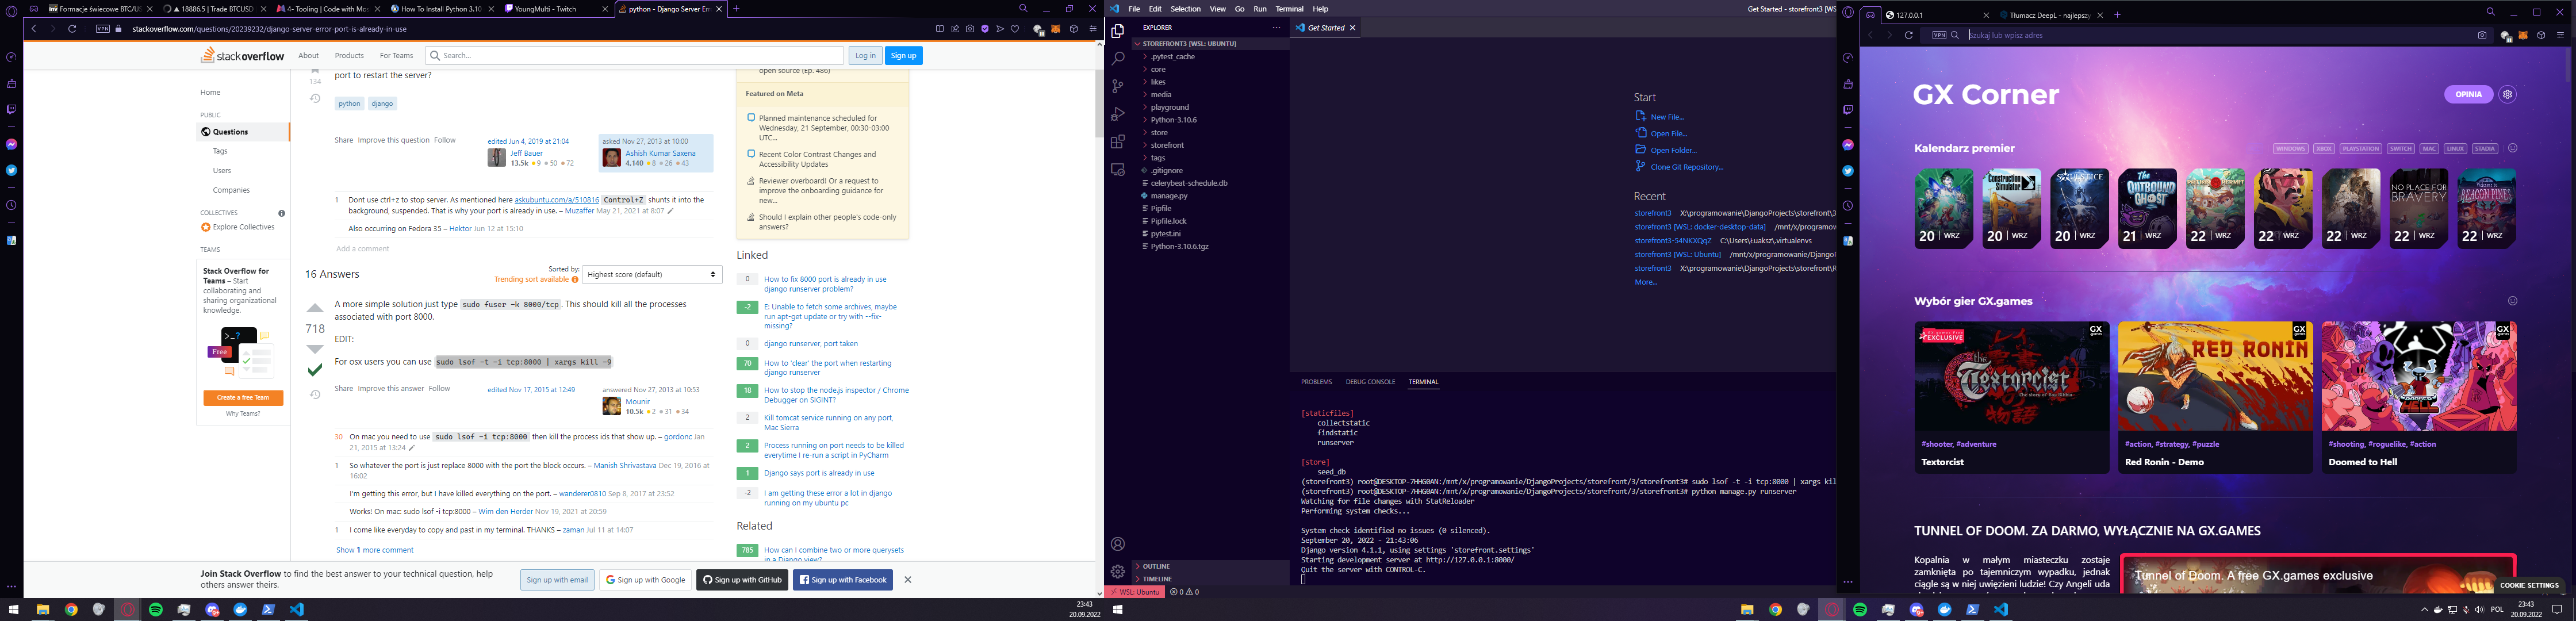 Formacje świecowe BTC/US
▲ 18886.5 | Trade BTCUSD
4- Tooling | Code with Mos
How To Install Python 3.10
YoungMulti - Twitch
python - Django Server Err
VPN
stackoverflow.com/questions/20239232/django-server-error-port-is-already-in-use
stackoverflow
About
Products
For Teams
Search...
Log in
Sign up
Home
PUBLIC
Questions
Tags
Users
Companies
COLLECTIVES
Explore Collectives
TEAMS
Stack Overflow for
Teams – Start
collaborating and
sharing organizational
knowledge.
Free
Create a free Team
Why Teams?
134
port to restart the server?
python
django
Share Improve this question Follow
edited Jun 4, 2019 at 21:04
Jeff Bauer
13.5k 9 50 72
asked Nov 27, 2013 at 10:00
Ashish Kumar Saxena
4,140 8 26 43
1 Dont use ctrl+z to stop server. As mentioned here askubuntu.com/a/510816 Control+Z shunts it into the
background, suspended. That is why your port is already in use. – Muzaffer May 21, 2021 at 8:07
Also occurring on Fedora 35 – Hektor Jun 12 at 15:10
Add a comment
16 Answers
Sorted by:
Trending sort available
Highest score (default)
718
A more simple solution just type sudo fuser -k 8000/tcp. This should kill all the processes
associated with port 8000.
EDIT:
For osx users you can use sudo lsof -t -i tcp:8000 | xargs kill -9
Share Improve this answer Follow
edited Nov 17, 2015 at 12:49
answered Nov 27, 2013 at 10:53
Mounir
10.5k 2 31 34
30 On mac you need to use sudo lsof -i tcp:8000 then kill the process ids that show up. – gordonc Jan
21, 2015 at 13:24
1 So whatever the port is just replace 8000 with the port the block occurs. – Manish Shrivastava Dec 19, 2016 at
16:02
I'm getting this error, but I have killed everything on the port. – wanderer0810 Sep 8, 2017 at 23:52
Works! On mac: sudo lsof -i tcp:8000 – Wim den Herder Nov 19, 2021 at 20:59
1 I come like everyday to copy and past in my terminal. THANKS – zaman Jul 11 at 14:07
Show 1 more comment
open source (Ep. 486)
Featured on Meta
Planned maintenance scheduled for
Wednesday, 21 September, 00:30-03:00
UTC...
Recent Color Contrast Changes and
Accessibility Updates
Reviewer overboard! Or a request to
improve the onboarding guidance for
new...
Should I explain other people's code-only
answers?
Linked
0 How to fix 8000 port is already in use
django runserver problem?
-2 E: Unable to fetch some archives, maybe
run apt-get update or try with --fix-
missing?
0 django runserver, port taken
70 How to 'clear' the port when restarting
django runserver
18 How to stop the node.js inspector / Chrome
Debugger on SIGINT?
2 Kill tomcat service running on any port,
Mac Sierra
2 Process running on port needs to be killed
everytime I re-run a script in PyCharm
1 Django says port is already in use
-2 I am getting these error a lot in django
running on my ubuntu pc
Related
785 How can I combine two or more querysets
in a Django view?
Join Stack Overflow to find the best answer to your technical question, help
others answer theirs.
Sign up with email
Sign up with Google
Sign up with GitHub
Sign up with Facebook
23:43
20.09.2022
File Edit Selection View Go Run Terminal Help
Get Started - storefront3 [WS
EXPLORER
STOREFRONT3 [WSL: UBUNTU]
.pytest_cache
core
likes
media
playground
Python-3.10.6
store
storefront
tags
.gitignore
celerybeat-schedule.db
manage.py
Pipfile
Pipfile.lock
pytest.ini
Python-3.10.6.tgz
OUTLINE
TIMELINE
WSL: Ubuntu
0 0
Get Started
Start
New File...
Open File...
Open Folder...
Clone Git Repository...
Recent
storefront3 X:\programowanie\DjangoProjects\storefront\3
storefront3 [WSL: docker-desktop-data] /mnt/x/programow
storefront3-54NKXQqZ C:\Users\Łukasz\.virtualenvs
storefront3 [WSL: Ubuntu] /mnt/x/programowanie/DjangoP
storefront3 X:\programowanie\DjangoProjects\storefront\R
More...
PROBLEMS
DEBUG CONSOLE
TERMINAL
[staticfiles]
collectstatic
findstatic
runserver
[store]
seed_db
(storefront3) root@DESKTOP-7HHG0AN:/mnt/x/programowanie/DjangoProjects/storefront/3/storefront3# sudo lsof -t -i tcp:8000 | xargs kil
(storefront3) root@DESKTOP-7HHG0AN:/mnt/x/programowanie/DjangoProjects/storefront/3/storefront3# python manage.py runserver
Watching for file changes with StatReloader
Performing system checks...
System check identified no issues (0 silenced).
September 20, 2022 - 21:43:06
Django version 4.1.1, using settings 'storefront.settings'
Starting development server at http://127.0.0.1:8000/
Quit the server with CONTROL-C.
127.0.0.1
Tłumacz DeepL - najlepszy
VPN
Szukaj lub wpisz adres
GX Corner
OPINIA
Kalendarz premier
WINDOWS
XBOX
PLAYSTATION
SWITCH
MAC
LINUX
STADIA
20 | WRZ
20 | WRZ
20 | WRZ
21 | WRZ
22 | WRZ
22 | WRZ
22 | WRZ
22 | WRZ
22 | WRZ
Wybór gier GX.games
#shooter, #adventure
Textorcist
#action, #strategy, #puzzle
Red Ronin - Demo
#shooting, #roguelike, #action
Doomed to Hell
TUNNEL OF DOOM. ZA DARMO, WYŁĄCZNIE NA GX.GAMES
Kopalnia w małym miasteczku zostaje
zamknięta po tajemniczym wypadku, jednak
ciągle są w niej uwięzieni ludzie! Czy Angeli uda
Tunnel of Doom. A free GX.games exclusive
COOKIE SETTINGS
POL
23:43
20.09.2022